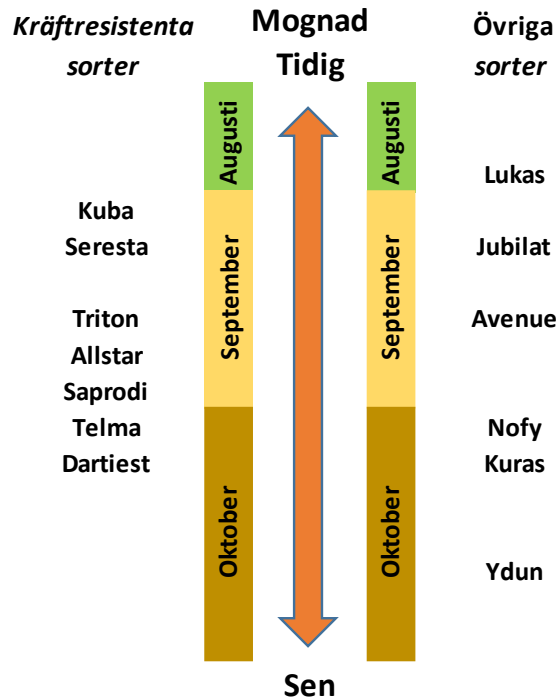 Kräftresistenta
sorter
Mognad
Tidig
Övriga
sorter
Augusti
September
Oktober
Augusti
September
Oktober
Kuba
Seresta
Triton
Allstar
Saprodi
Telma
Dartiest
Lukas
Jubilat
Avenue
Nofy
Kuras
Ydun
Sen